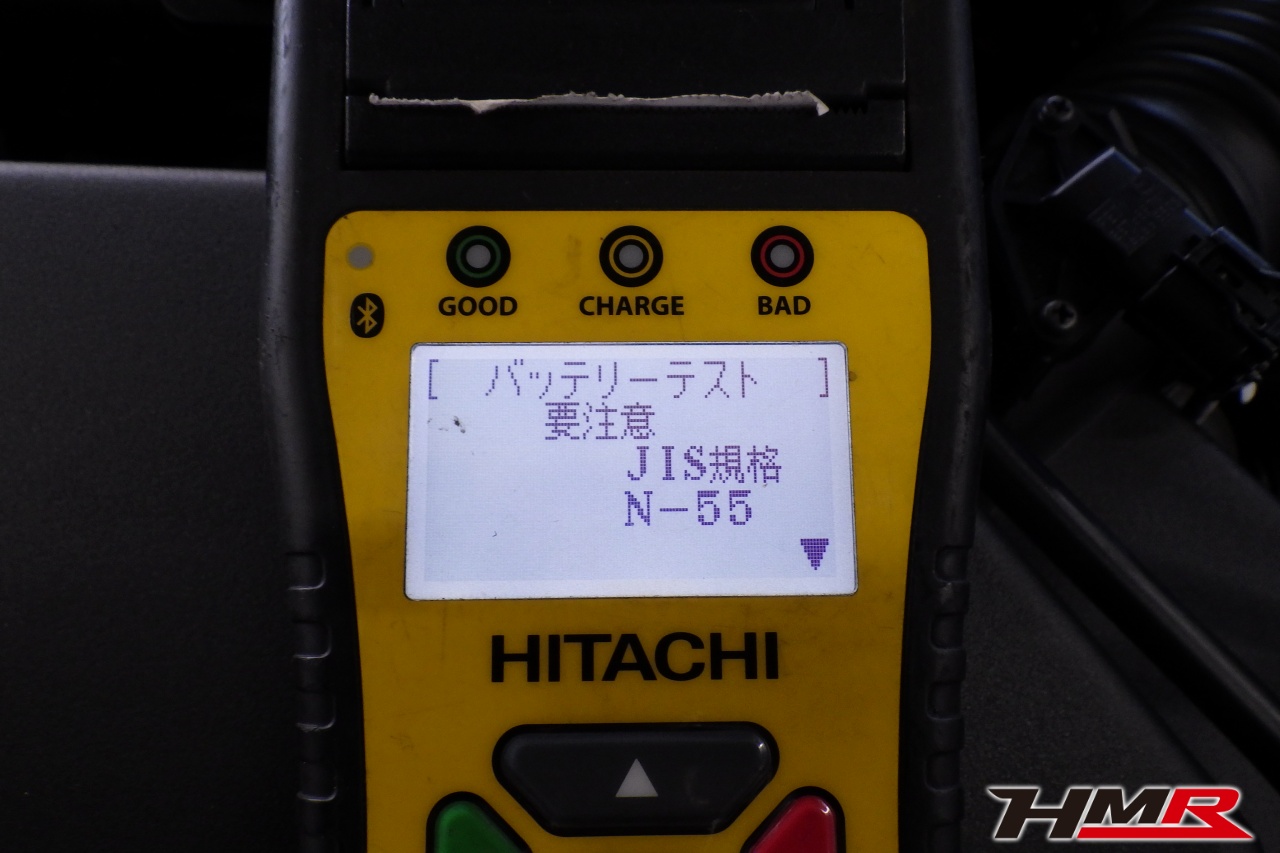 GOOD CHARGE BAD
[ バッテリーテスト ]
要注意
JIS規格
N-55
HITACHI
HMR